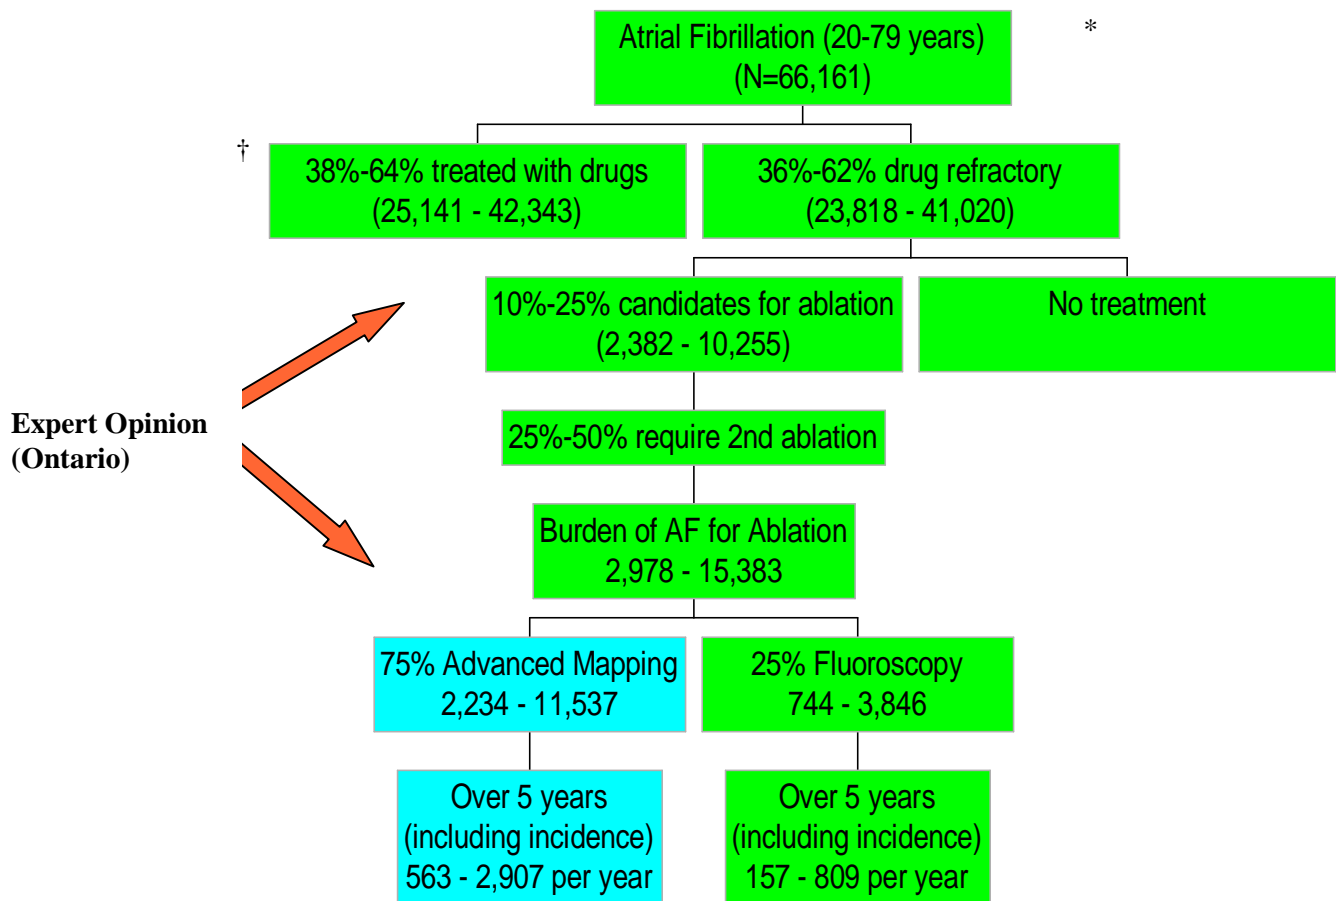 Atrial Fibrillation (20-79 years)
(N=66,161)
*
†
38%-64% treated with drugs
(25,141 - 42,343)
36%-62% drug refractory
(23,818 - 41,020)
10%-25% candidates for ablation
(2,382 - 10,255)
No treatment
Expert Opinion
(Ontario)
25%-50% require 2nd ablation
Burden of AF for Ablation
2,978 - 15,383
75% Advanced Mapping
2,234 - 11,537
25% Fluoroscopy
744 - 3,846
Over 5 years
(including incidence)
563 - 2,907 per year
Over 5 years
(including incidence)
157 - 809 per year